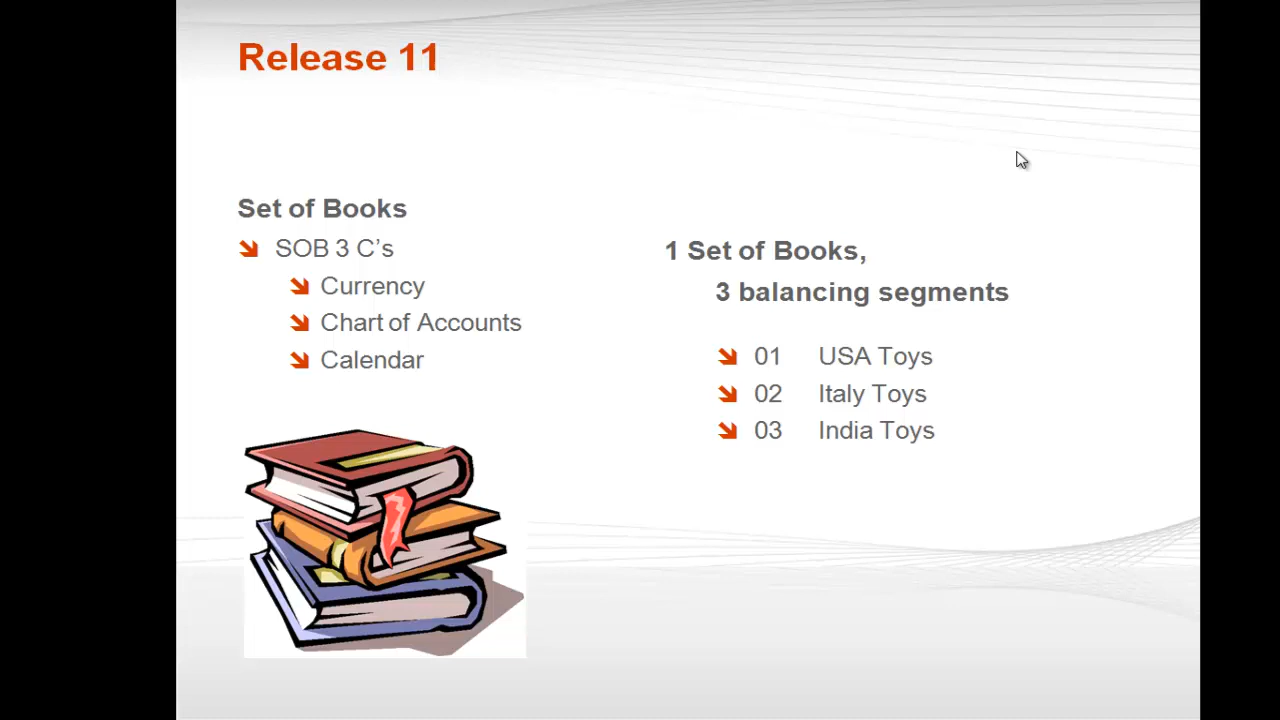 Release 11
Set of Books
SOB 3 C’s
Currency
Chart of Accounts
Calendar
1 Set of Books,
3 balancing segments
01 USA Toys
02 Italy Toys
03 India Toys